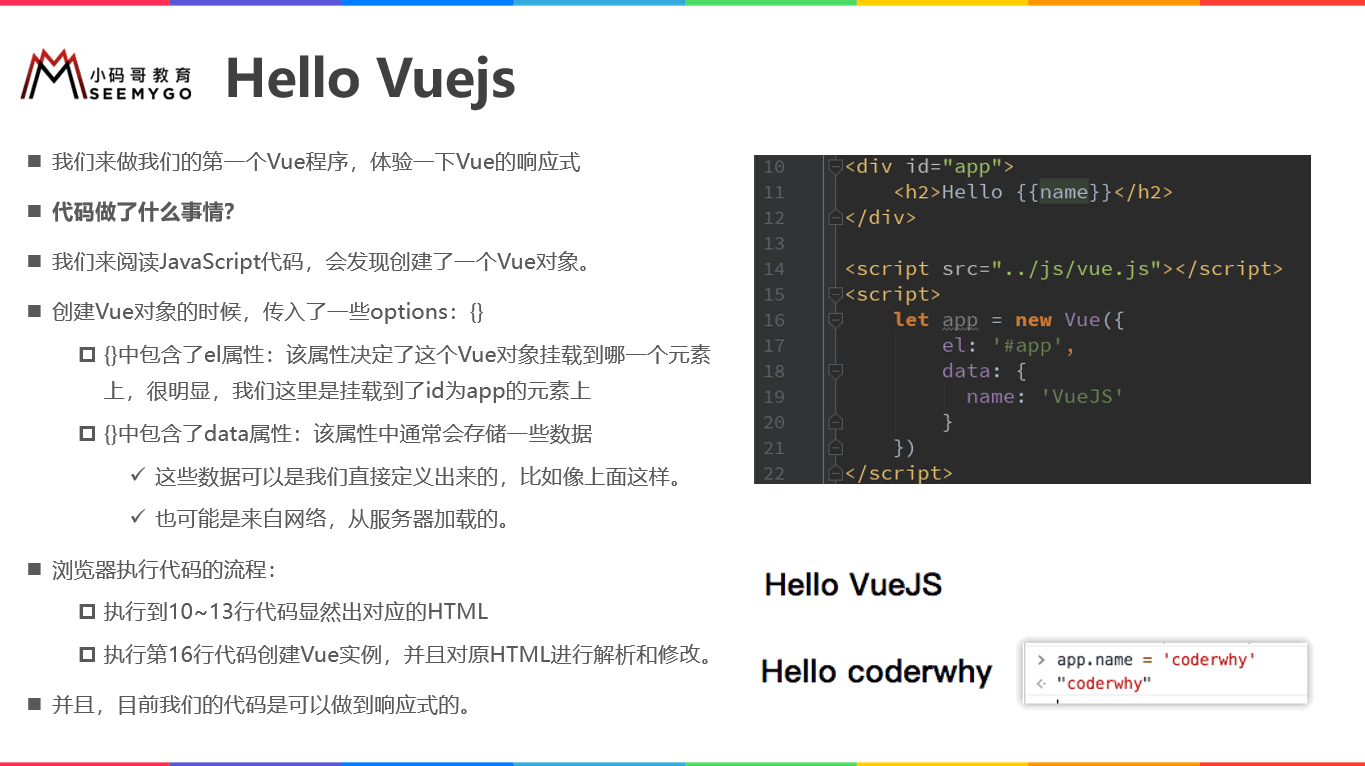 小码哥教育
SEEMYGO
Hello Vuejs
■ 我们来做我们的第一个Vue程序，体验一下Vue的响应式
■ 代码做了什么事情?
■ 我们来阅读JavaScript代码，会发现创建了一个Vue对象。
■ 创建Vue对象的时候，传入了一些options：{}
{}中包含了el属性：该属性决定了这个Vue对象挂载到哪一个元素
上，很明显，我们这里是挂载到了id为app的元素上
{}中包含了data属性：该属性中通常会存储一些数据
✓ 这些数据可以是我们直接定义出来的，比如像上面这样。
✓ 也可能是来自网络，从服务器加载的。
■ 浏览器执行代码的流程：
执行到10~13行代码显然出对应的HTML
执行第16行代码创建Vue实例，并且对原HTML进行解析和修改。
■ 并且，目前我们的代码是可以做到响应式的。
10 <div id="app">
11 <h2>Hello {{name}}</h2>
12 </div>
13
14 <script src="../js/vue.js"></script>
15 <script>
16 let app = new Vue({
17 el: '#app',
18 data: {
19 name: 'VueJS'
20 }
21 })
22 </script>
Hello VueJS
Hello coderwhy
> app.name = 'coderwhy'
< "coderwhy"